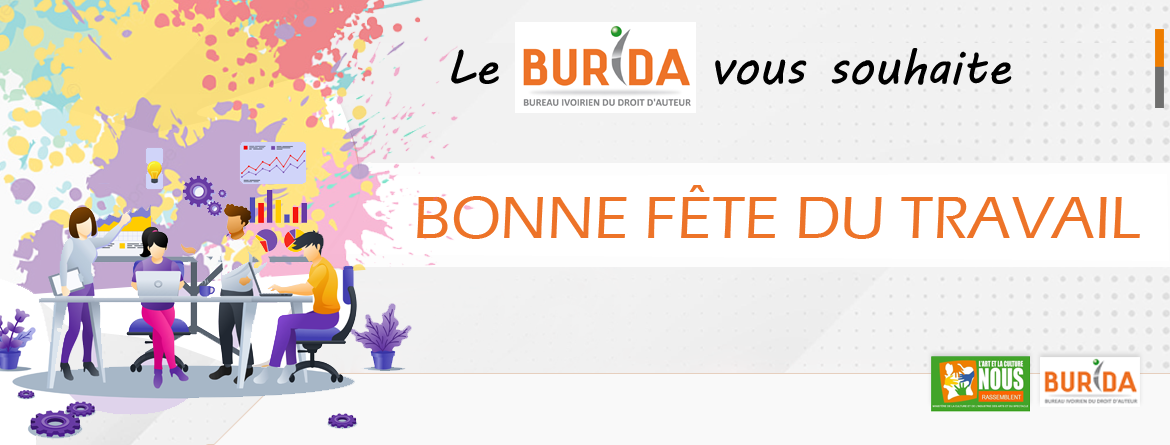 Le BURIDA vous souhaite
BUREAU IVOIRIEN DU DROIT D'AUTEUR
BONNE FÊTE DU TRAVAIL
L'ART ET LA CULTURE
NOUS
RASSEMBLENT
BURIDA
BUREAU IVOIRIEN DU DROIT D'AUTEUR